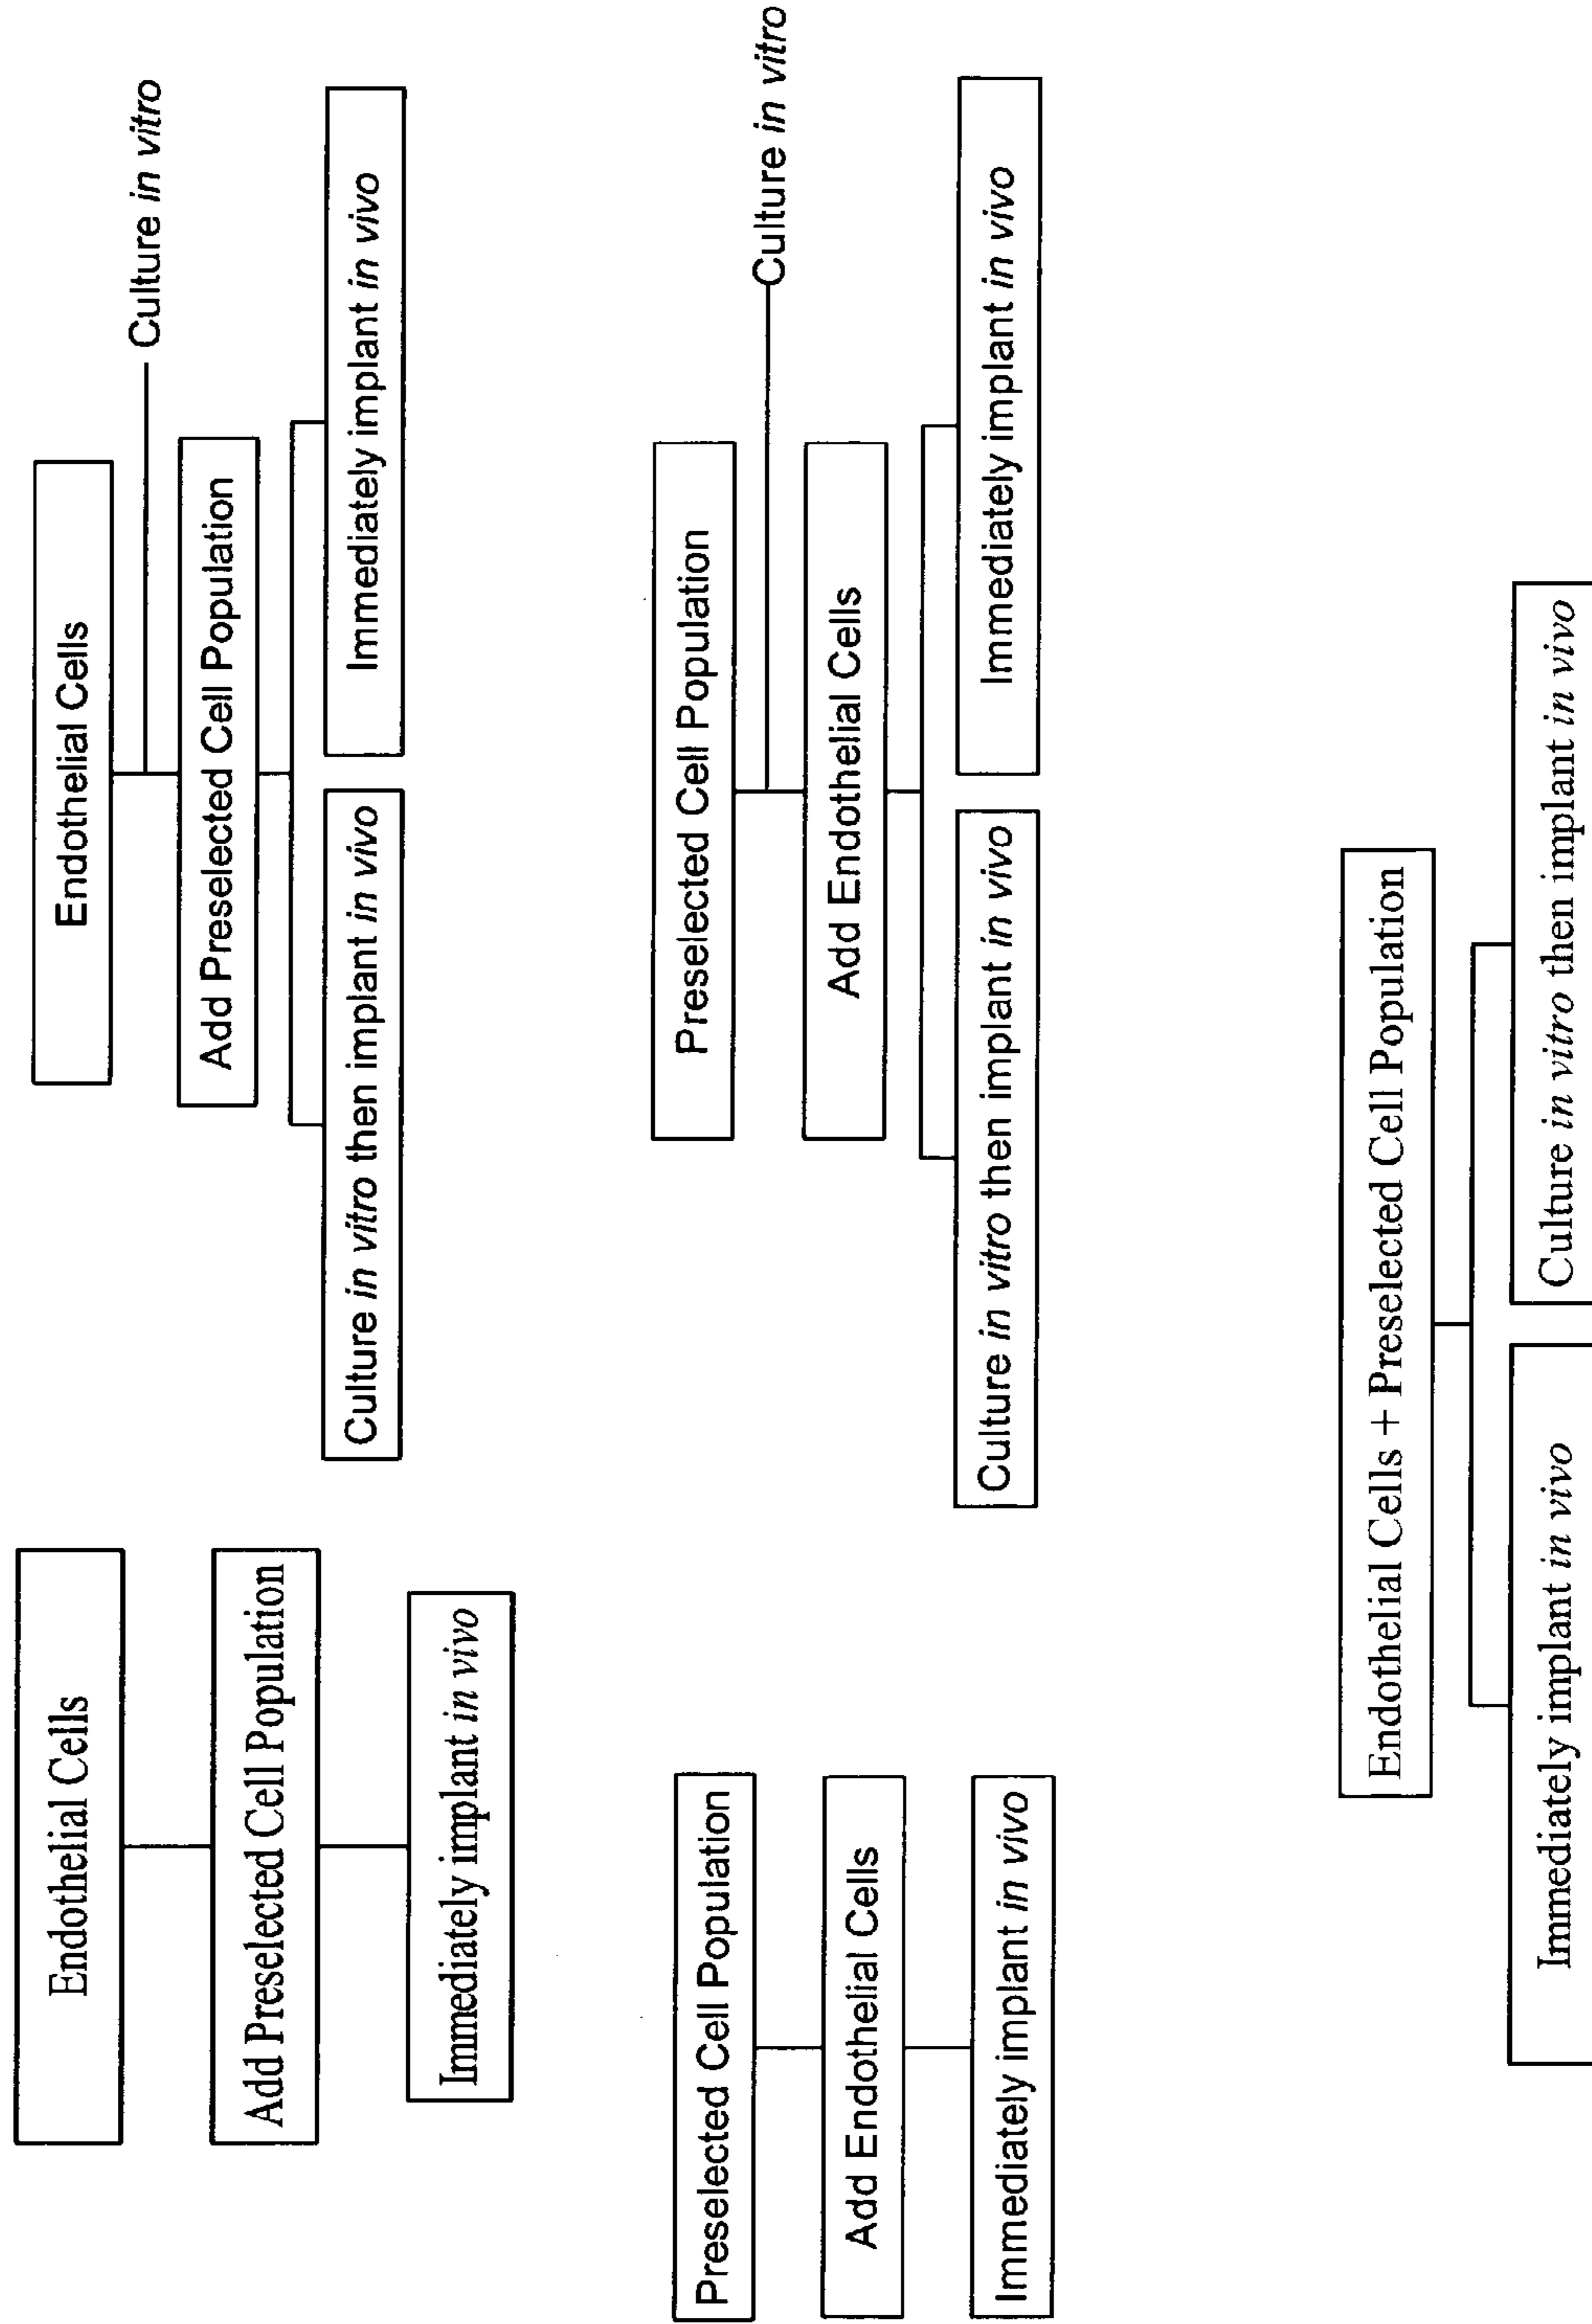 Endothelial Cells
Add Preselected Cell Population
Immediately implant in vivo
Endothelial Cells
Culture in vitro
Add Preselected Cell Population
Culture in vitro then implant in vivo
Immediately implant in vivo
Preselected Cell Population
Add Endothelial Cells
Immediately implant in vivo
Preselected Cell Population
Culture in vitro
Add Endothelial Cells
Culture in vitro then implant in vivo
Immediately implant in vivo
Endothelial Cells + Preselected Cell Population
Immediately implant in vivo
Culture in vitro then implant in vivo